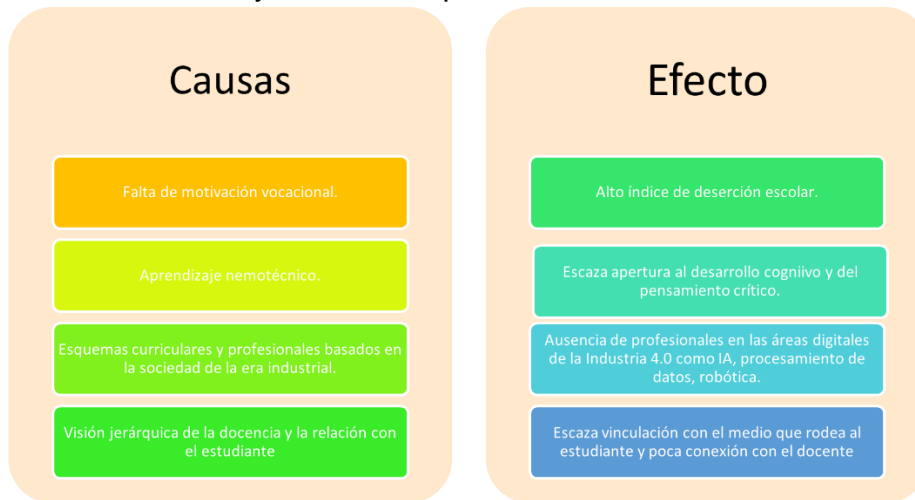 Causas
Falta de motivación vocacional.
Aprendizaje nemotécnico.
Esquemas curriculares y profesionales basados en
la sociedad de la era industrial.
Visión jerárquica de la docencia y la relación con
el estudiante
Efecto
Alto índice de deserción escolar.
Escaza apertura al desarrollo cogniivo y del
pensamiento crítico.
Ausencia de profesionales en las áreas digitales
de la Industria 4.0 como IA, procesamiento de
datos, robótica.
Escaza vinculación con el medio que rodea al
estudiante y poca conexión con el docente